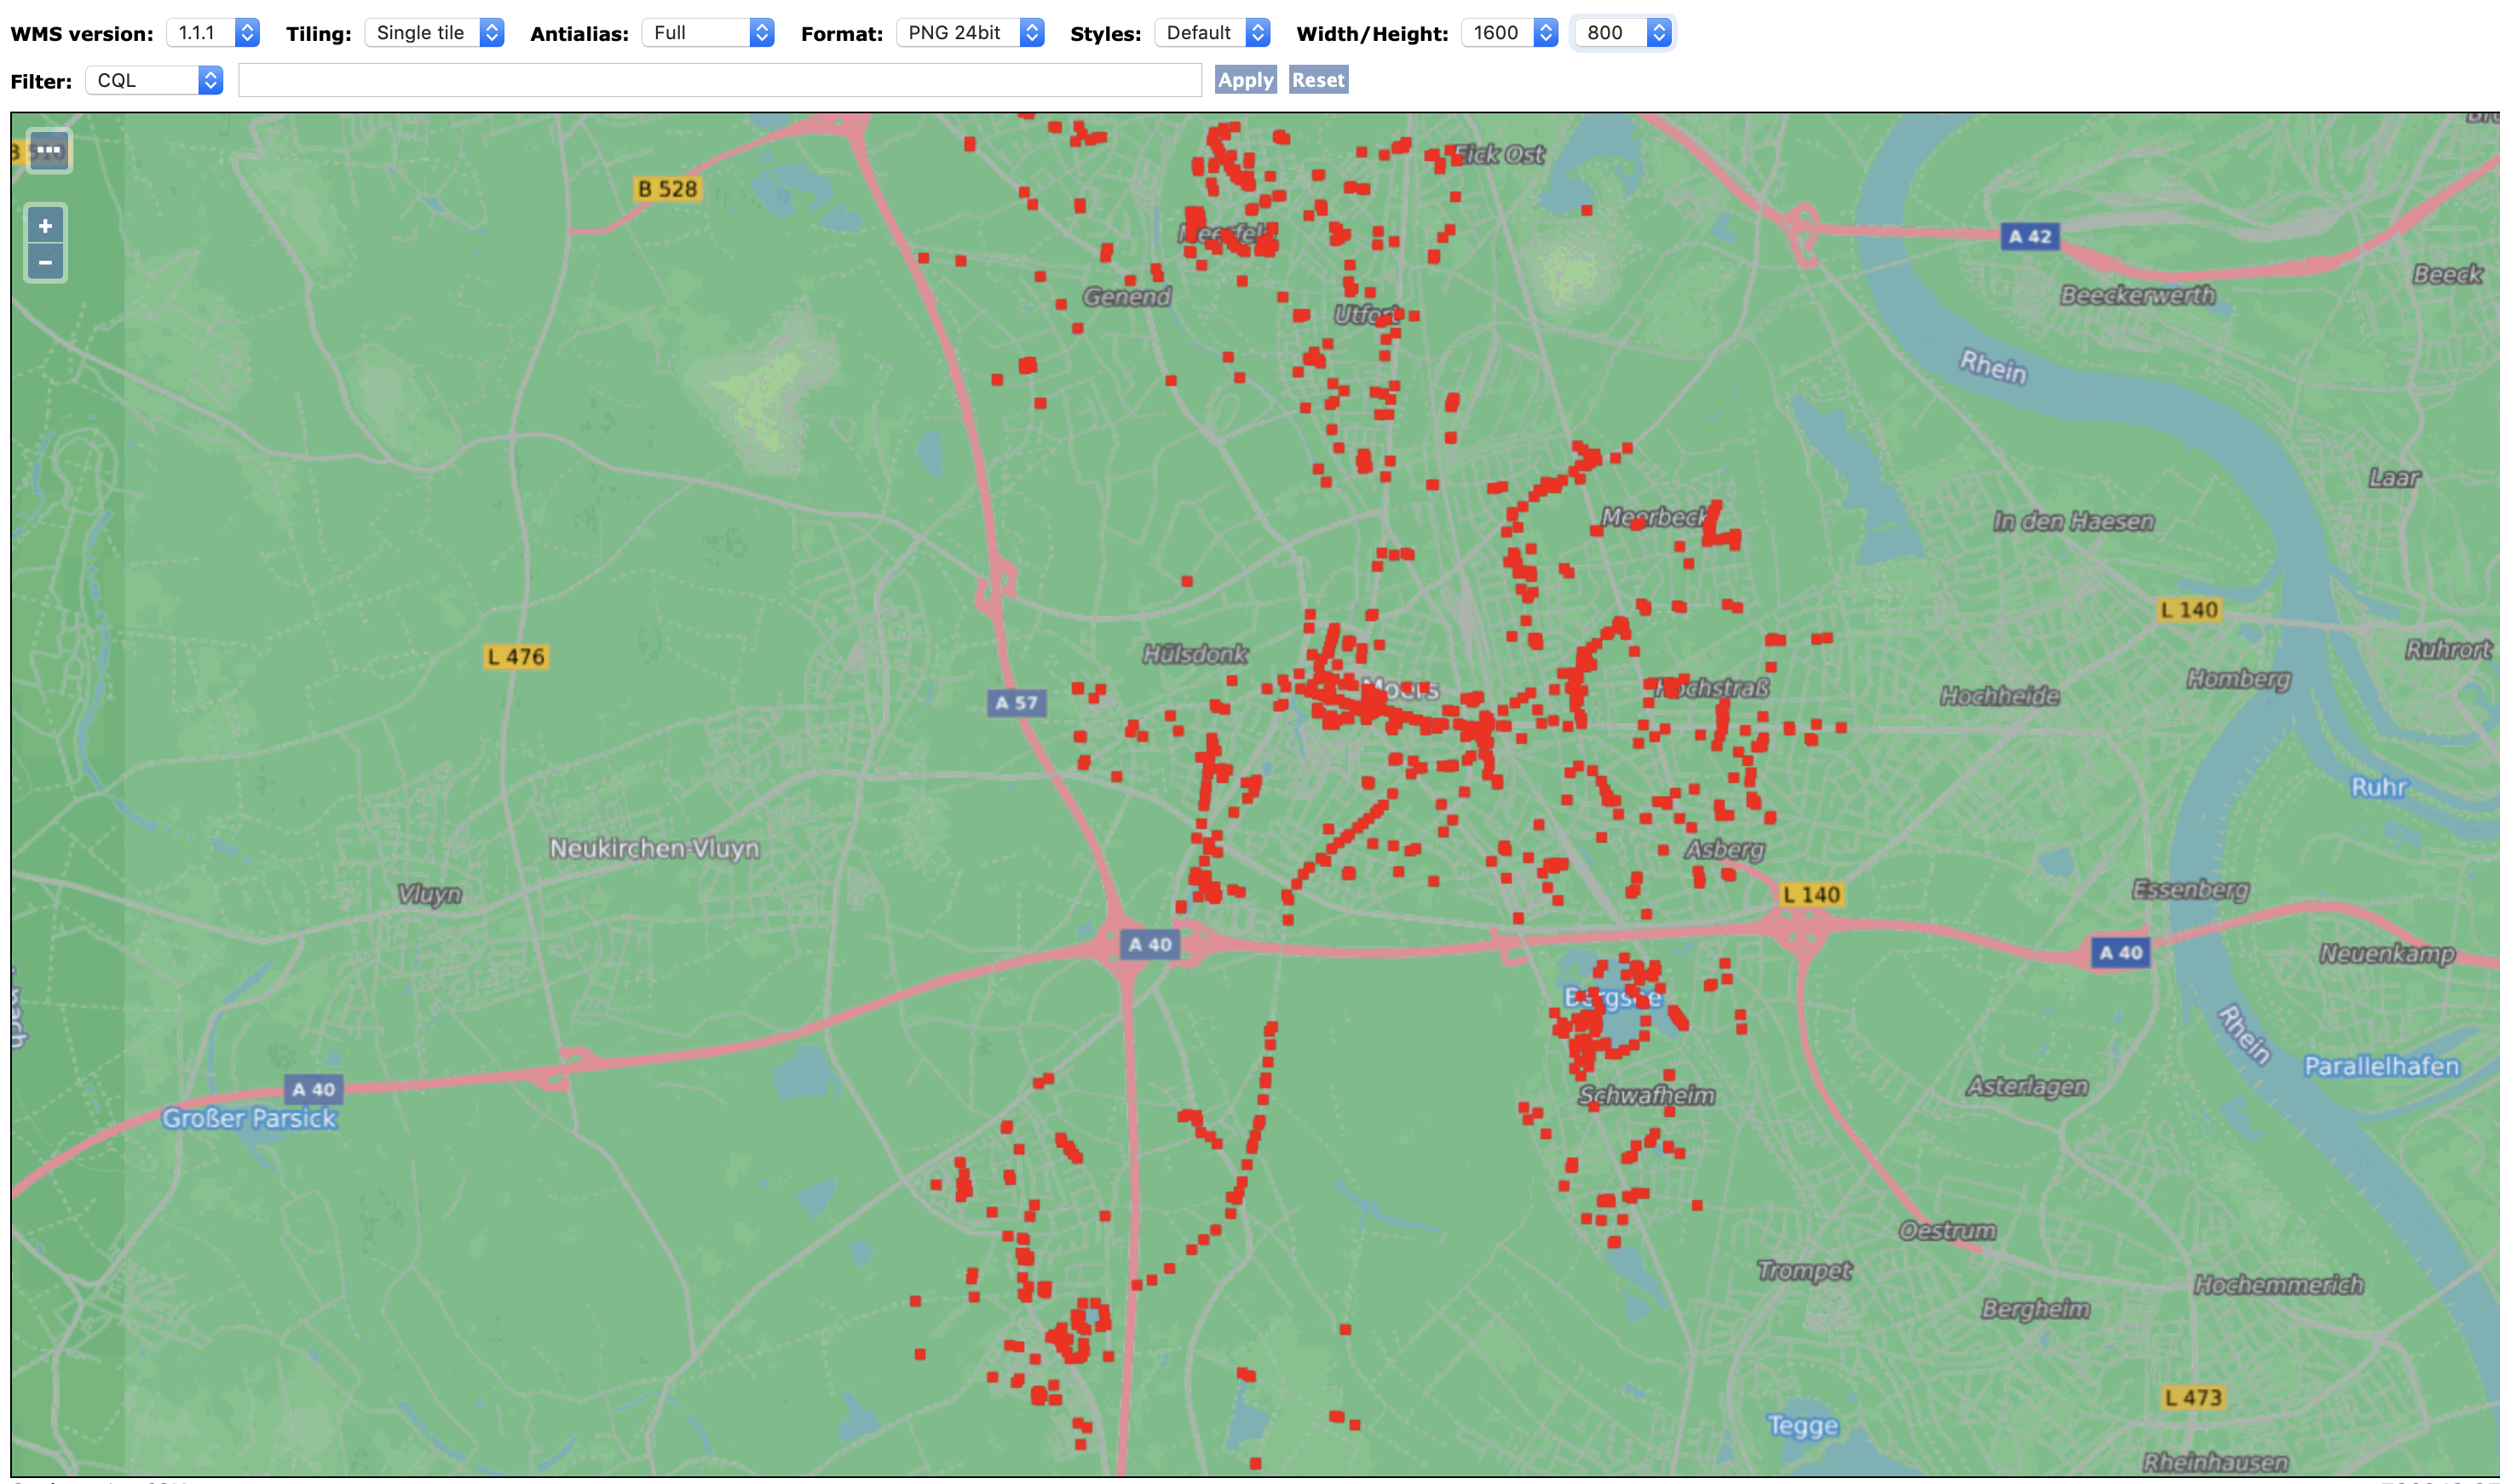 WMS version: 1.1.1 Tiling: Single tile Antialias: Full Format: PNG 24bit Styles: Default Width/Height: 1600 800
Filter: CQL Apply Reset
B 528
Eick Ost
A 42
Meerfeld
Beeck
Genend
Beeckerwerth
Utfort
Rhein
Laar
Meerbeck
In den Haesen
L 140
Ruhrort
L 476
Hülsdonk
Homberg
Moers
Hochstraß
Hochheide
A 57
Ruhr
Neukirchen-Vluyn
Asberg
Vluyn
L 140
Essenberg
A 40
A 40
Neuenkamp
Bergsee
Rhein
Parallelhafen
A 40
Asterlagen
Schwafheim
Großer Parsick
Oestrum
Trompet
Hochemmerich
Bergheim
L 473
Tegge
Rheinhausen